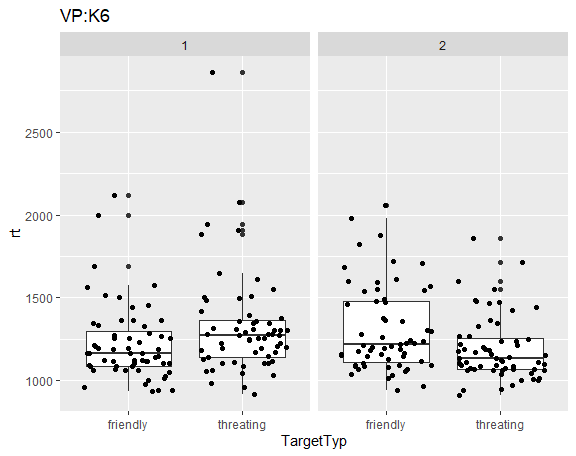 VP:K6
1
2
rt
2500
2000
1500
1000
friendly
threating
friendly
threating
TargetTyp